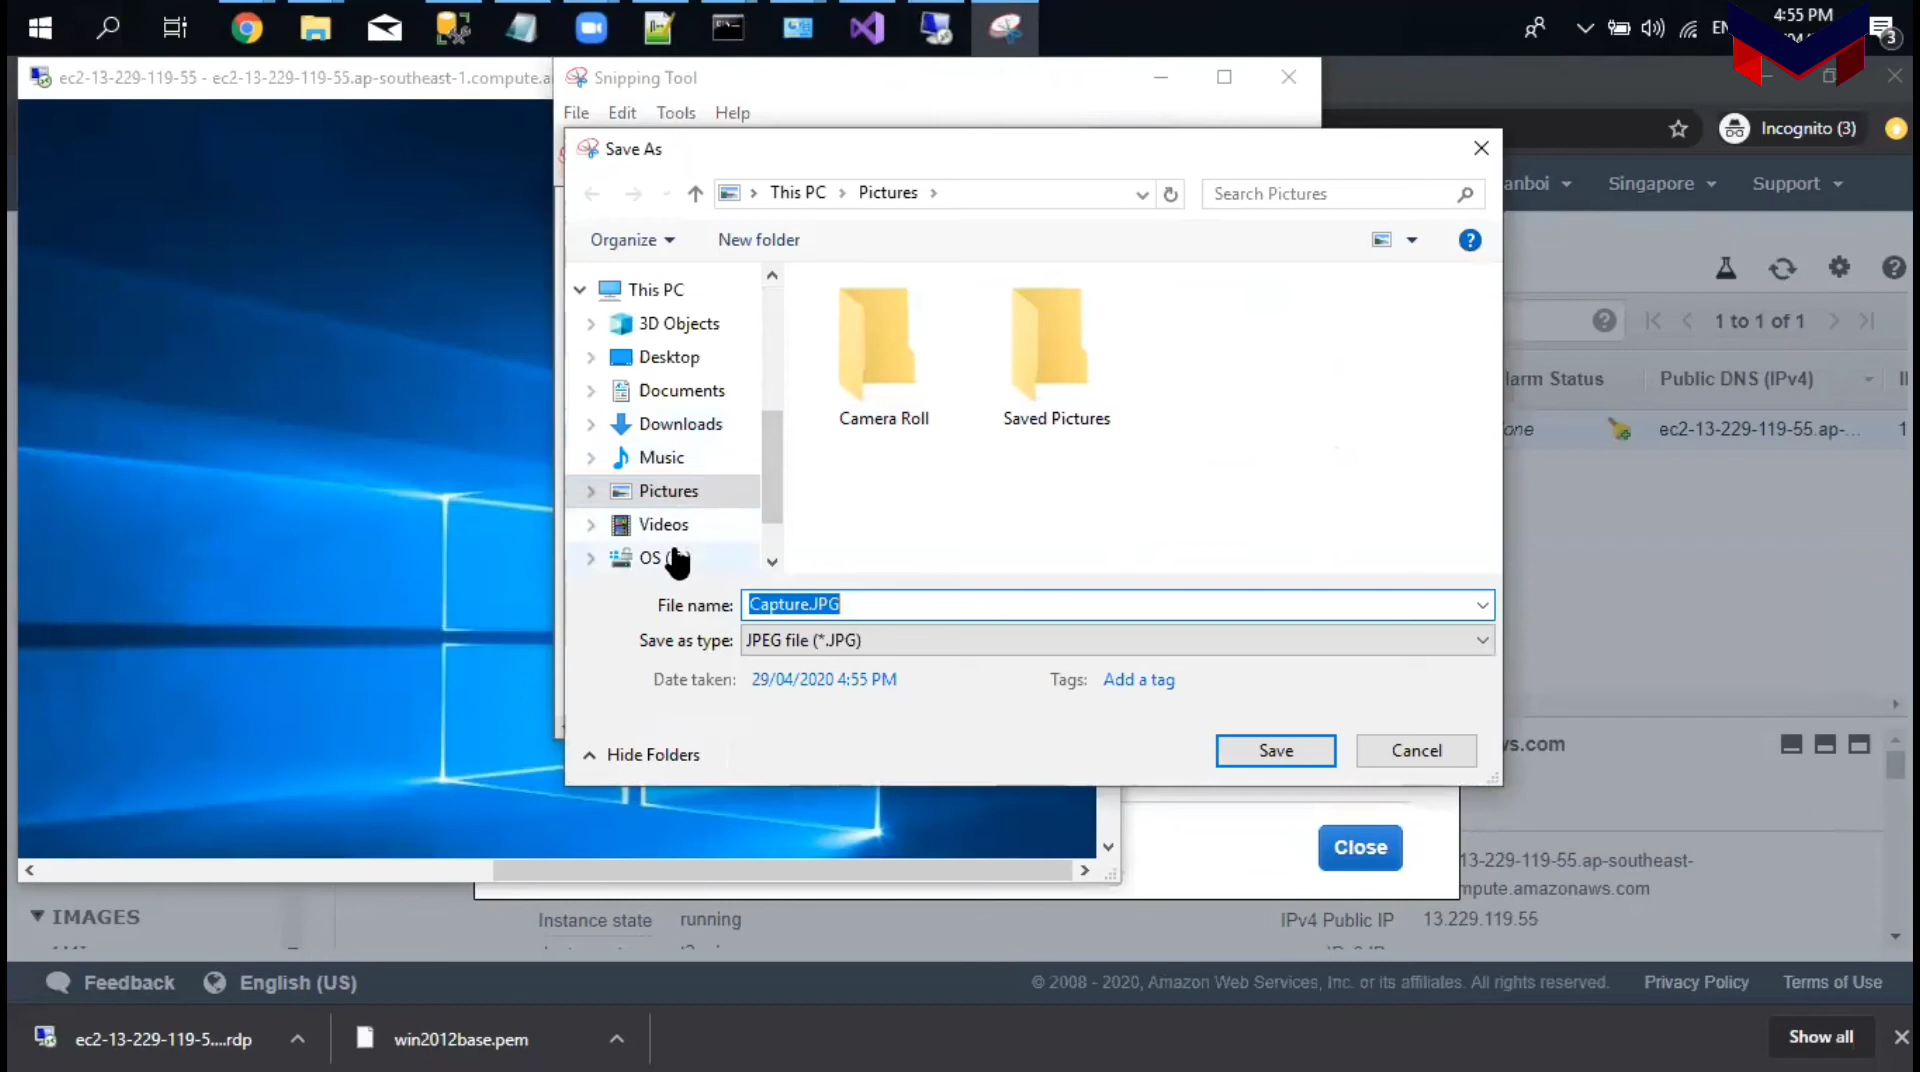 4:55 PM
3
ec2-13-229-119-55 - ec2-13-229-119-55.ap-southeast-1.compute.a
Snipping Tool
File Edit Tools Help
Incognito (3)
Save As
This PC Pictures
Search Pictures
anboi Singapore Support
Organize New folder
This PC
3D Objects
Desktop
Documents
Downloads
Music
Pictures
Videos
OS
Camera Roll
Saved Pictures
1 to 1 of 1
larm Status Public DNS (IPv4)
one ec2-13-229-119-55.ap-...
File name: Capture.JPG
Save as type: JPEG file (*.JPG)
Date taken: 29/04/2020 4:55 PM Tags: Add a tag
Hide Folders
Save
Cancel
vs.com
Close
13-229-119-55.ap-southeast-
mpute.amazonaws.com
IMAGES
Instance state running IPv4 Public IP 13.229.119.55
Feedback English (US) © 2008 - 2020, Amazon Web Services, Inc. or its affiliates. All rights reserved. Privacy Policy Terms of Use
ec2-13-229-119-5....rdp win2012base.pem Show all